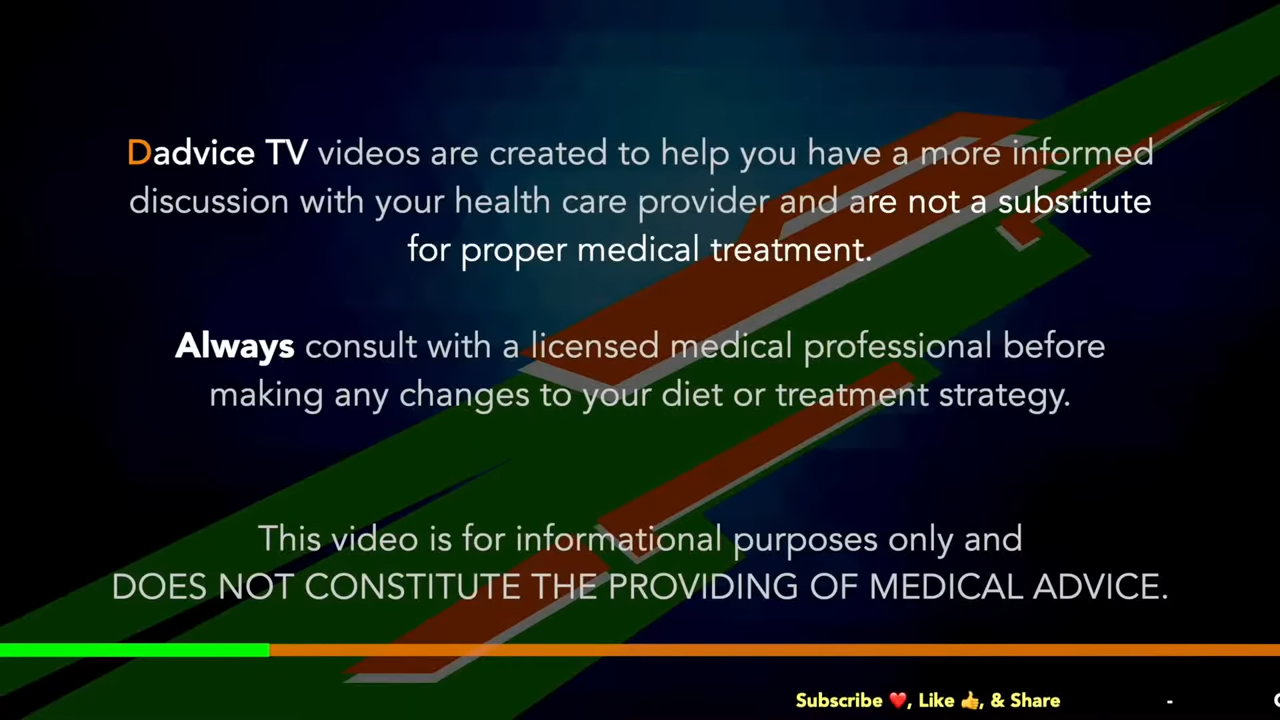 Dadvice TV videos are created to help you have a more informed
discussion with your health care provider and are not a substitute
for proper medical treatment.
Always consult with a licensed medical professional before
making any changes to your diet or treatment strategy.
This video is for informational purposes only and
DOES NOT CONSTITUTE THE PROVIDING OF MEDICAL ADVICE.
Subscribe ❤️, Like 👍, & Share -